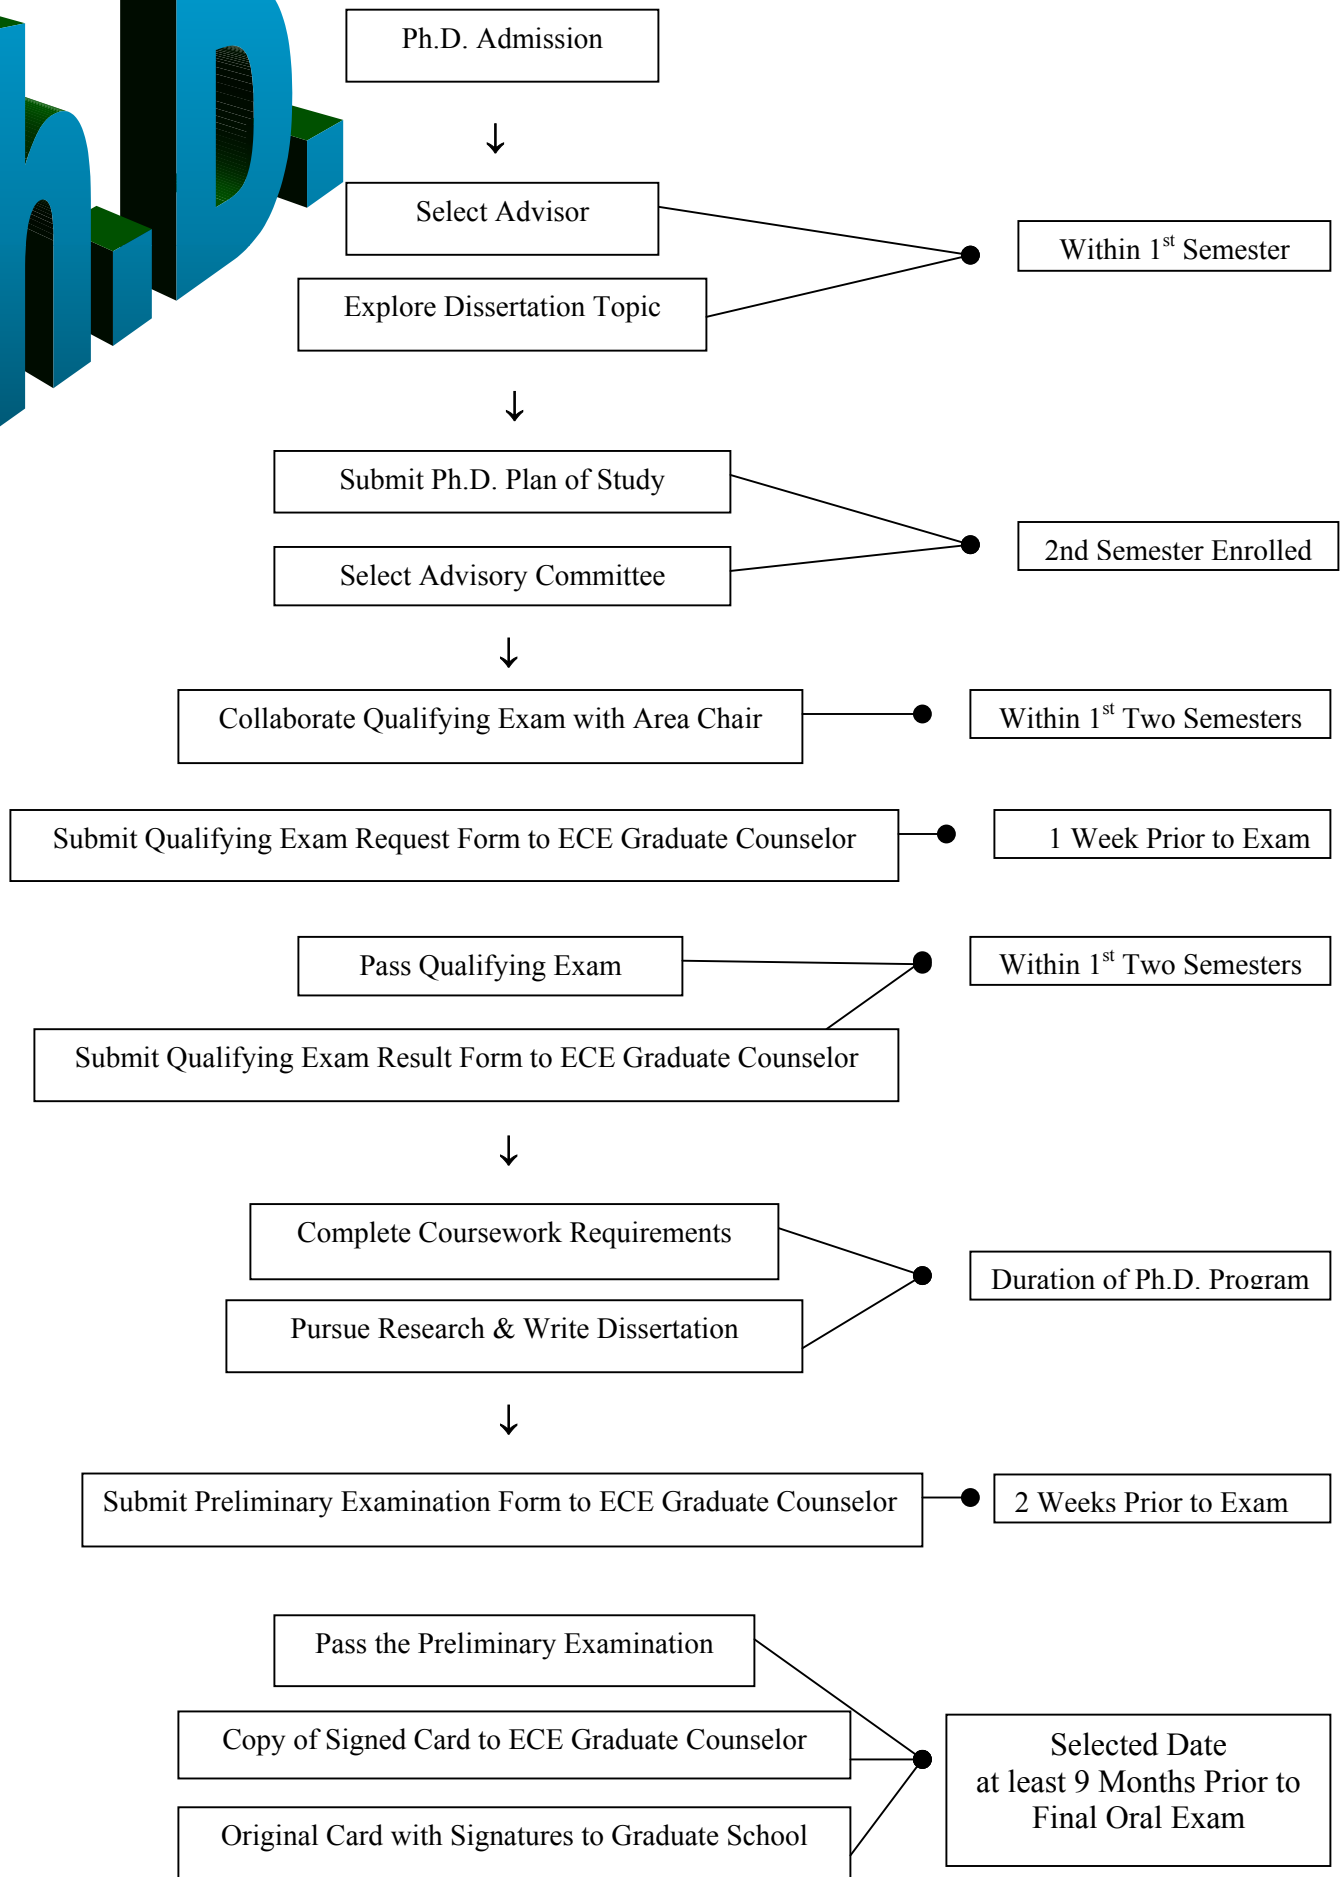 h.D.
Ph.D. Admission
↓
Select Advisor
Within 1st Semester
Explore Dissertation Topic
↓
Submit Ph.D. Plan of Study
2nd Semester Enrolled
Select Advisory Committee
↓
Collaborate Qualifying Exam with Area Chair
Within 1st Two Semesters
Submit Qualifying Exam Request Form to ECE Graduate Counselor
1 Week Prior to Exam
Pass Qualifying Exam
Within 1st Two Semesters
Submit Qualifying Exam Result Form to ECE Graduate Counselor
↓
Complete Coursework Requirements
Duration of Ph.D. Program
Pursue Research & Write Dissertation
↓
Submit Preliminary Examination Form to ECE Graduate Counselor
2 Weeks Prior to Exam
Pass the Preliminary Examination
Copy of Signed Card to ECE Graduate Counselor
Original Card with Signatures to Graduate School
Selected Date
at least 9 Months Prior to
Final Oral Exam